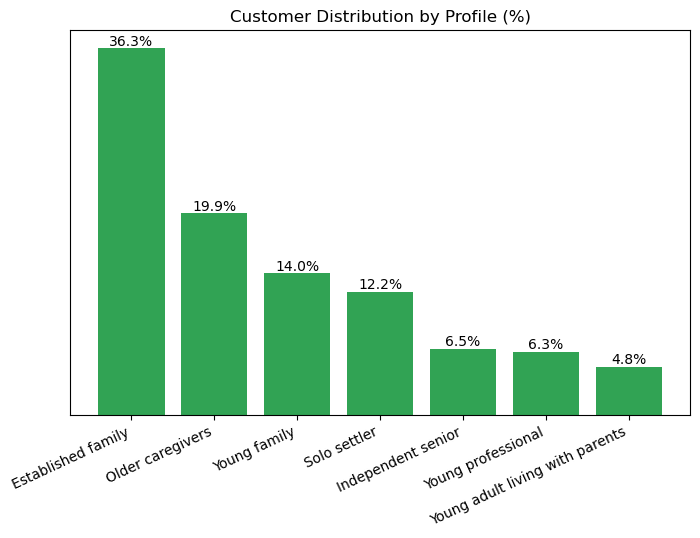 Customer Distribution by Profile (%)
36.3%
19.9%
14.0%
12.2%
6.5%
6.3%
4.8%
Established family
Older caregivers
Young family
Solo settler
Independent senior
Young professional
Young adult living with parents